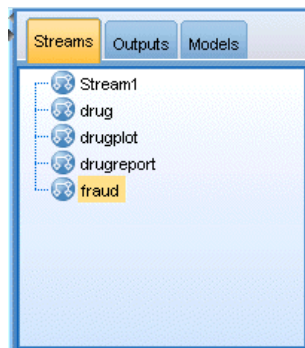 Streams Outputs Models
Stream1
drug
drugplot
drugreport
fraud